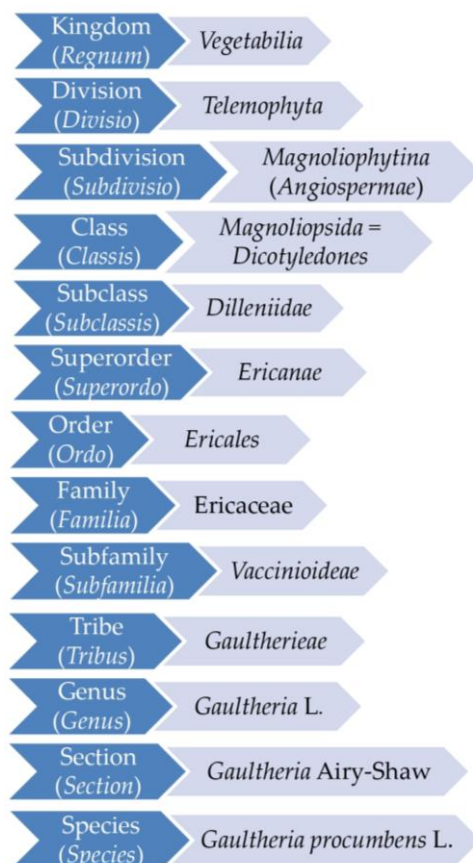 Kingdom
(Regnum)
Vegetabilia
Division
(Divisio)
Telemophyta
Subdivision
(Subdivisio)
Magnoliophytina
(Angiospermae)
Class
(Classis)
Magnoliopsida =
Dicotyledones
Subclass
(Subclassis)
Dilleniidae
Superorder
(Superordo)
Ericanae
Order
(Ordo)
Ericales
Family
(Familia)
Ericaceae
Subfamily
(Subfamilia)
Vaccinioideae
Tribe
(Tribus)
Gaultherieae
Genus
(Genus)
Gaultheria L.
Section
(Section)
Gaultheria Airy-Shaw
Species
(Species)
Gaultheria procumbens L.